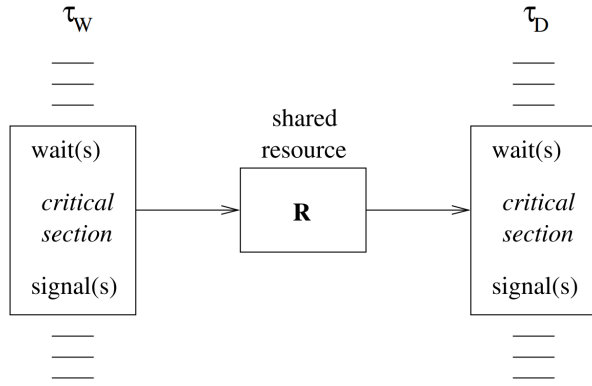 τW
τD
wait(s)
critical
section
signal(s)
shared
resource
R
wait(s)
critical
section
signal(s)